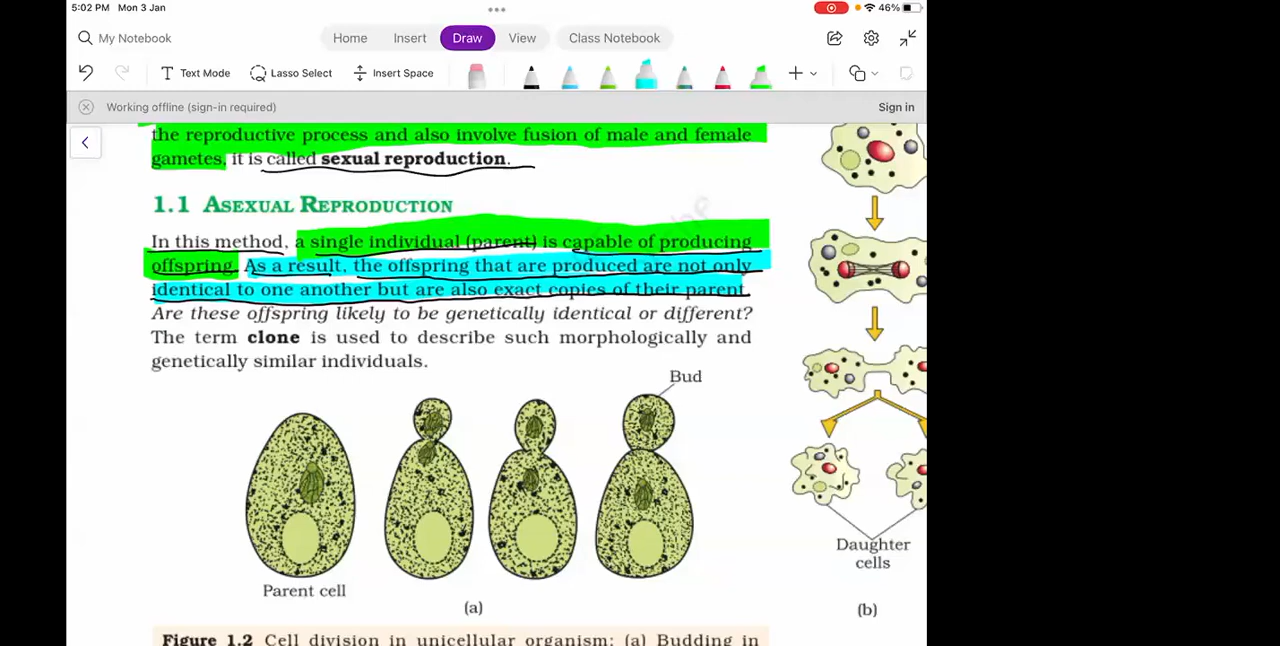 5:02 PM Mon 3 Jan
46%
My Notebook
Home Insert Draw View Class Notebook
Text Mode Lasso Select Insert Space
Working offline (sign-in required) Sign in
the reproductive process and also involve fusion of male and female
gametes, it is called sexual reproduction.
1.1 ASEXUAL REPRODUCTION
In this method, a single individual (parent) is capable of producing
offspring. As a result, the offspring that are produced are not only
identical to one another but are also exact copies of their parent.
Are these offspring likely to be genetically identical or different?
The term clone is used to describe such morphologically and
genetically similar individuals.
Bud
Parent cell
(a)
Daughter
cells
(b)
Figure 1.2 Cell division in unicellular organism: (a) Budding in